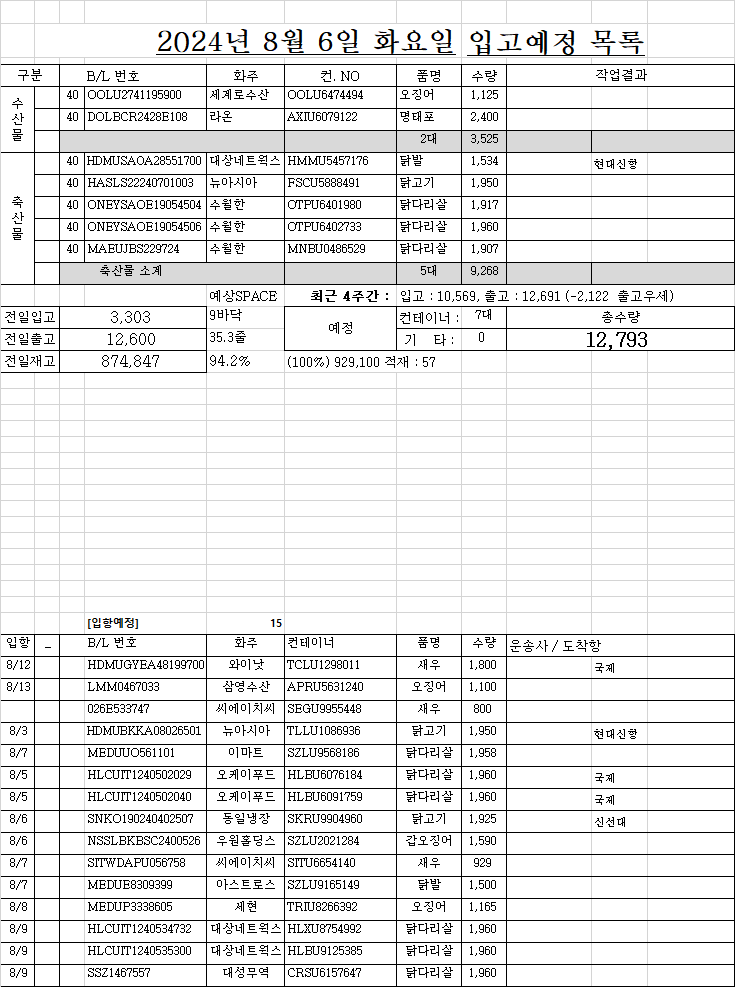 2024년 8월 6일 화요일 입고예정 목록
구분 B/L 번호 화주 컨. NO 품명 수량 작업결과
수산물
40 OOLU2741195900 세계로수산 OOLU6474494 오징어 1,125
40 DOLBCR2428E108 라온 AXIU6079122 명태포 2,400
2대 3,525
축산물
40 HDMUSAOA28551700 대상네트웍스 HMMU5457176 닭발 1,534 현대신항
40 HASLS22240701003 뉴아시아 FSCU5888491 닭고기 1,950
40 ONEYSAOE19054504 수월한 OTPU6401980 닭다리살 1,917
40 ONEYSAOE19054506 수월한 OTPU6402733 닭다리살 1,960
40 MAEUJBS229724 수월한 MNBU0486529 닭다리살 1,907
축산물 소계 5대 9,268
예상SPACE 최근 4주간 : 입고 : 10,569, 출고 : 12,691 (-2,122 출고우세)
전일입고 3,303 9바닥 예정 컨테이너 : 7대 총수량
전일출고 12,600 35.3줄 기 타 : 0 12,793
전일재고 874,847 94.2% (100%) 929,100 적재 : 57
[입항예정] 15
입항 _ B/L 번호 화주 컨테이너 품명 수량 운송사 / 도착항
8/12 HDMUGYEA48199700 와이낫 TCLU1298011 새우 1,800 국제
8/13 LMM0467033 삼영수산 APRU5631240 오징어 1,100
026E533747 씨에이치씨 SEGU9955448 새우 800
8/3 HDMUBKKA08026501 뉴아시아 TLLU1086936 닭고기 1,950 현대신항
8/7 MEDUUO561101 이마트 SZLU9568186 닭다리살 1,958
8/5 HLCUIT1240502029 오케이푸드 HLBU6076184 닭다리살 1,960 국제
8/5 HLCUIT1240502040 오케이푸드 HLBU6091759 닭다리살 1,960 국제
8/6 SNKO190240402507 동일냉장 SKRU9904960 닭고기 1,925 신선대
8/6 NSSLBKBSC2400526 우원홀딩스 SZLU2021284 갑오징어 1,590
8/7 SITWDAPU056758 씨에이치씨 SITU6654140 새우 929
8/7 MEDUE8309399 아스트로스 SZLU9165149 닭발 1,500
8/8 MEDUP3338605 세현 TRIU8266392 오징어 1,165
8/9 HLCUIT1240534732 대상네트웍스 HLXU8754992 닭다리살 1,960
8/9 HLCUIT1240535300 대상네트웍스 HLBU9125385 닭다리살 1,960
8/9 SSZ1467557 대성무역 CRSU6157647 닭다리살 1,960